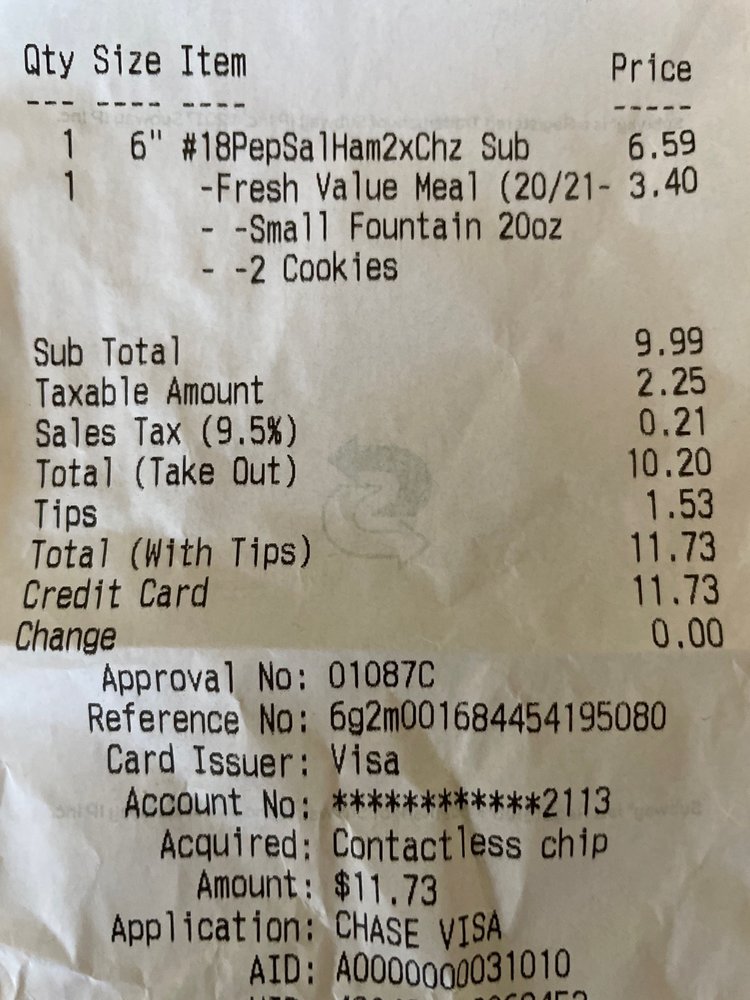 Qty Size Item Price
--- ---- ---- -----
1 6" #18PepSalHam2xChz Sub 6.59
1 -Fresh Value Meal (20/21- 3.40
- -Small Fountain 20oz
- -2 Cookies
Sub Total 9.99
Taxable Amount 2.25
Sales Tax (9.5%) 0.21
Total (Take Out) 10.20
Tips 1.53
Total (With Tips) 11.73
Credit Card 11.73
Change 0.00
Approval No: 01087C
Reference No: 6g2m001684454195080
Card Issuer: Visa
Account No: ************2113
Acquired: Contactless chip
Amount: $11.73
Application: CHASE VISA
AID: A0000000031010